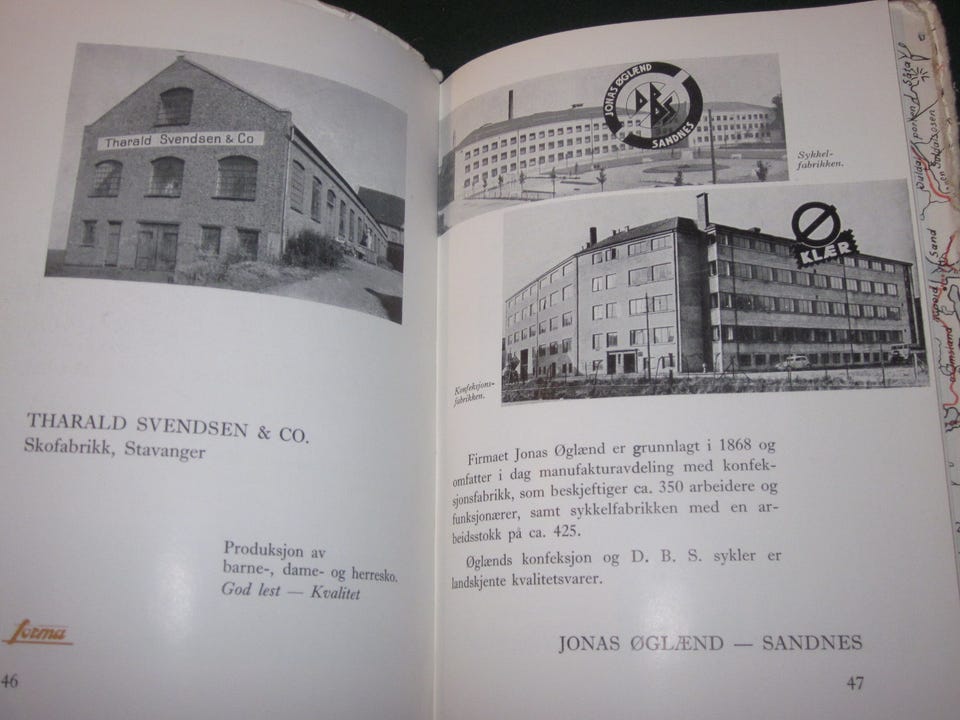 Tharald Svendsen & Co
THARALD SVENDSEN & CO.
Skofabrikk, Stavanger
Produksjon av
barne-, dame- og herresko.
God lest — Kvalitet
forma
46
JONAS ØGLÆND
DBS
SANDNES
Sykkel-
fabrikken.
KLÆR
Konfeksjons-
fabrikken.
Firmaet Jonas Øglænd er grunnlagt i 1868 og
omfatter i dag manufakturavdeling med konfek-
sjonsfabrikk, som beskjeftiger ca. 350 arbeidere og
funksjonærer, samt sykkelfabrikken med en ar-
beidsstokk på ca. 425.
Øglænds konfeksjon og D. B. S. sykler er
landskjente kvalitetsvarer.
JONAS ØGLÆND — SANDNES
47